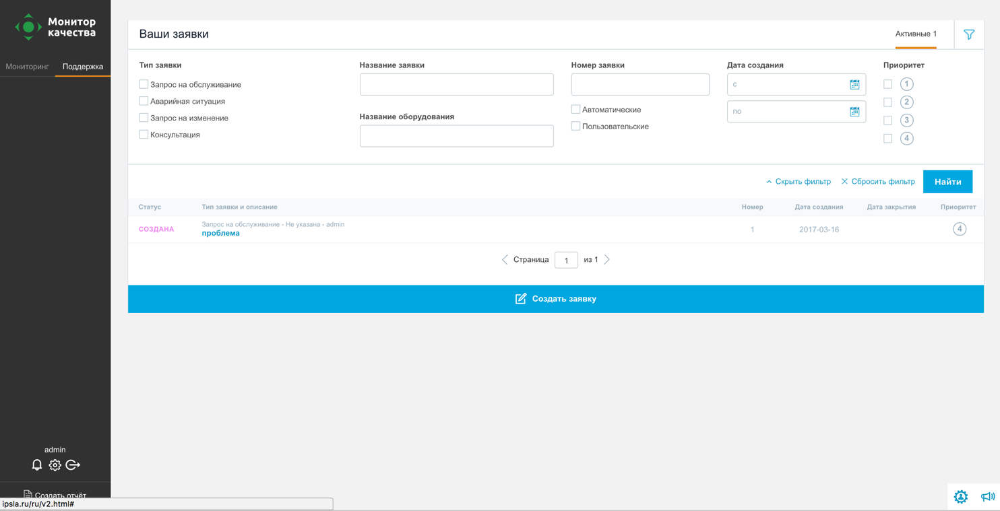 Монитор
качества
Мониторинг
Поддержка
Ваши заявки
Активные 1
Тип заявки
Запрос на обслуживание
Аварийная ситуация
Запрос на изменение
Консультация
Название заявки
Название оборудования
Номер заявки
Автоматические
Пользовательские
Дата создания
с
по
Приоритет
1
2
3
4
Скрыть фильтр
Сбросить фильтр
Найти
Статус
Тип заявки и описание
Номер
Дата создания
Дата закрытия
Приоритет
СОЗДАНА
Запрос на обслуживание - Не указана - admin
проблема
1
2017-03-16
4
Страница 1 из 1
Создать заявку
admin
Создать отчёт
ipsla.ru/ru/v2.html#